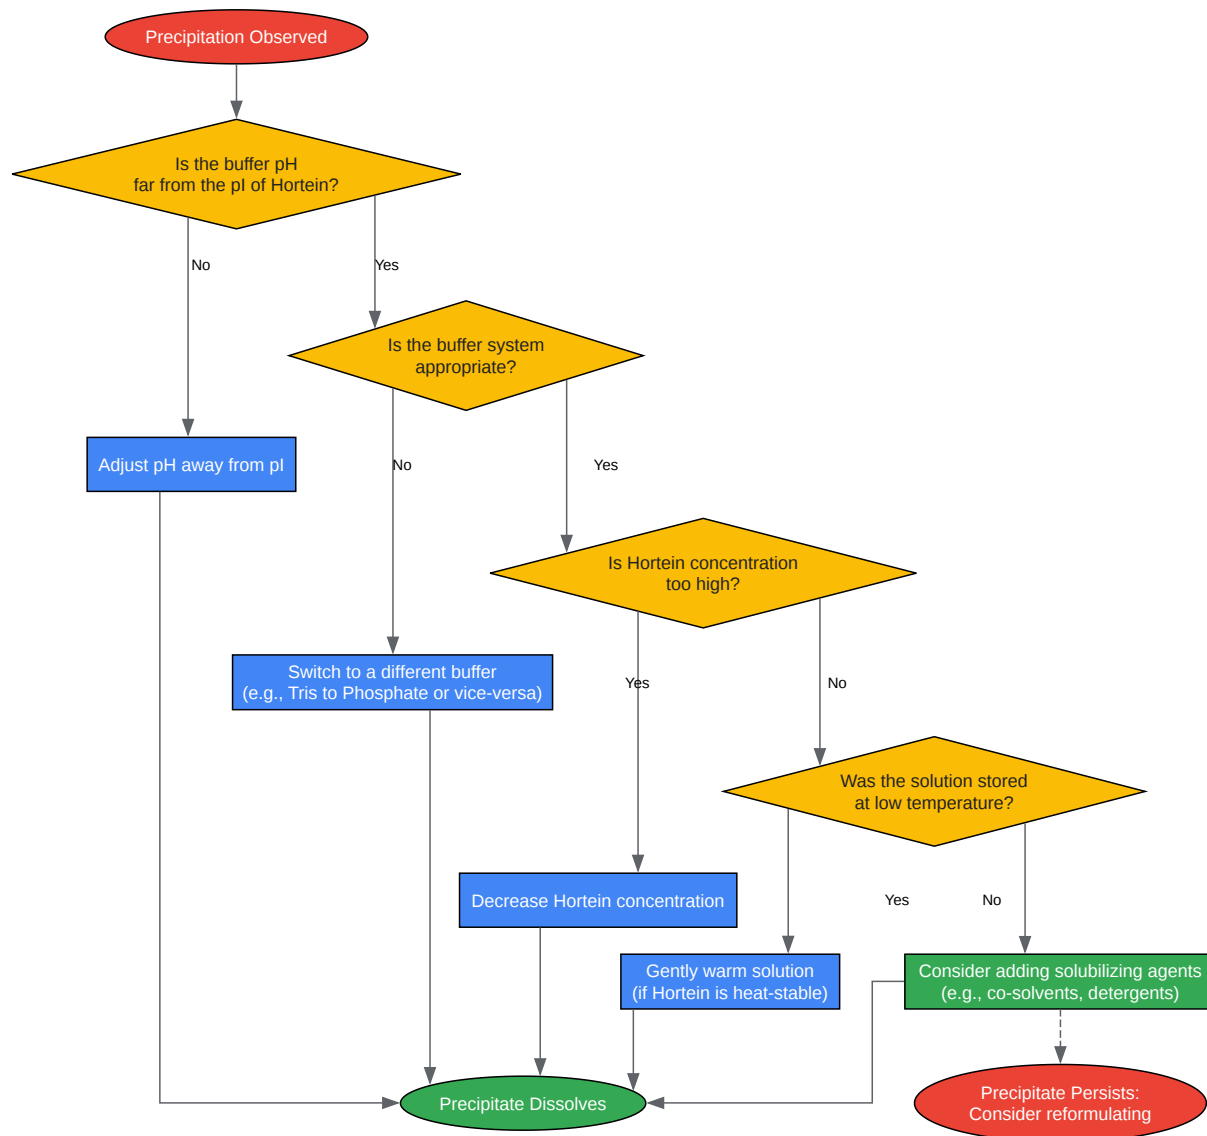 Precipitation Observed
Is the buffer pH
far from the pI of Hortein?
No
Yes
Is the buffer system
appropriate?
Adjust pH away from pI
No
Yes
Is Hortein concentration
too high?
Switch to a different buffer
(e.g., Tris to Phosphate or vice-versa)
Yes
No
Was the solution stored
at low temperature?
Decrease Hortein concentration
Yes
No
Gently warm solution
(if Hortein is heat-stable)
Consider adding solubilizing agents
(e.g., co-solvents, detergents)
Precipitate Dissolves
Precipitate Persists:
Consider reformulating